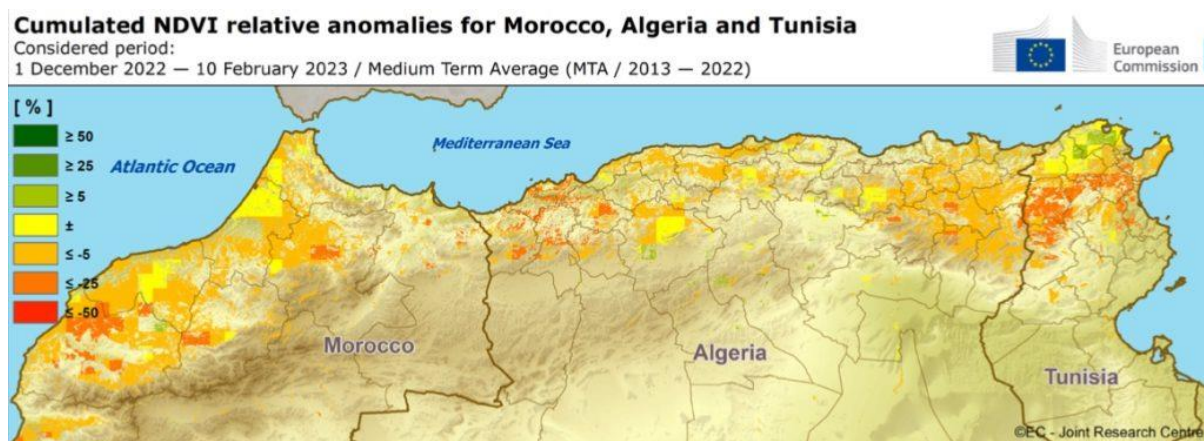 Cumulated NDVI relative anomalies for Morocco, Algeria and Tunisia
Considered period:
1 December 2022 — 10 February 2023 / Medium Term Average (MTA / 2013 — 2022)
European
Commission
[ % ]
≥ 50
≥ 25
≥ 5
±
≤ -5
≤ -25
≤ -50
Atlantic Ocean
Mediterranean Sea
Morocco
Algeria
Tunisia
©EC - Joint Research Centre